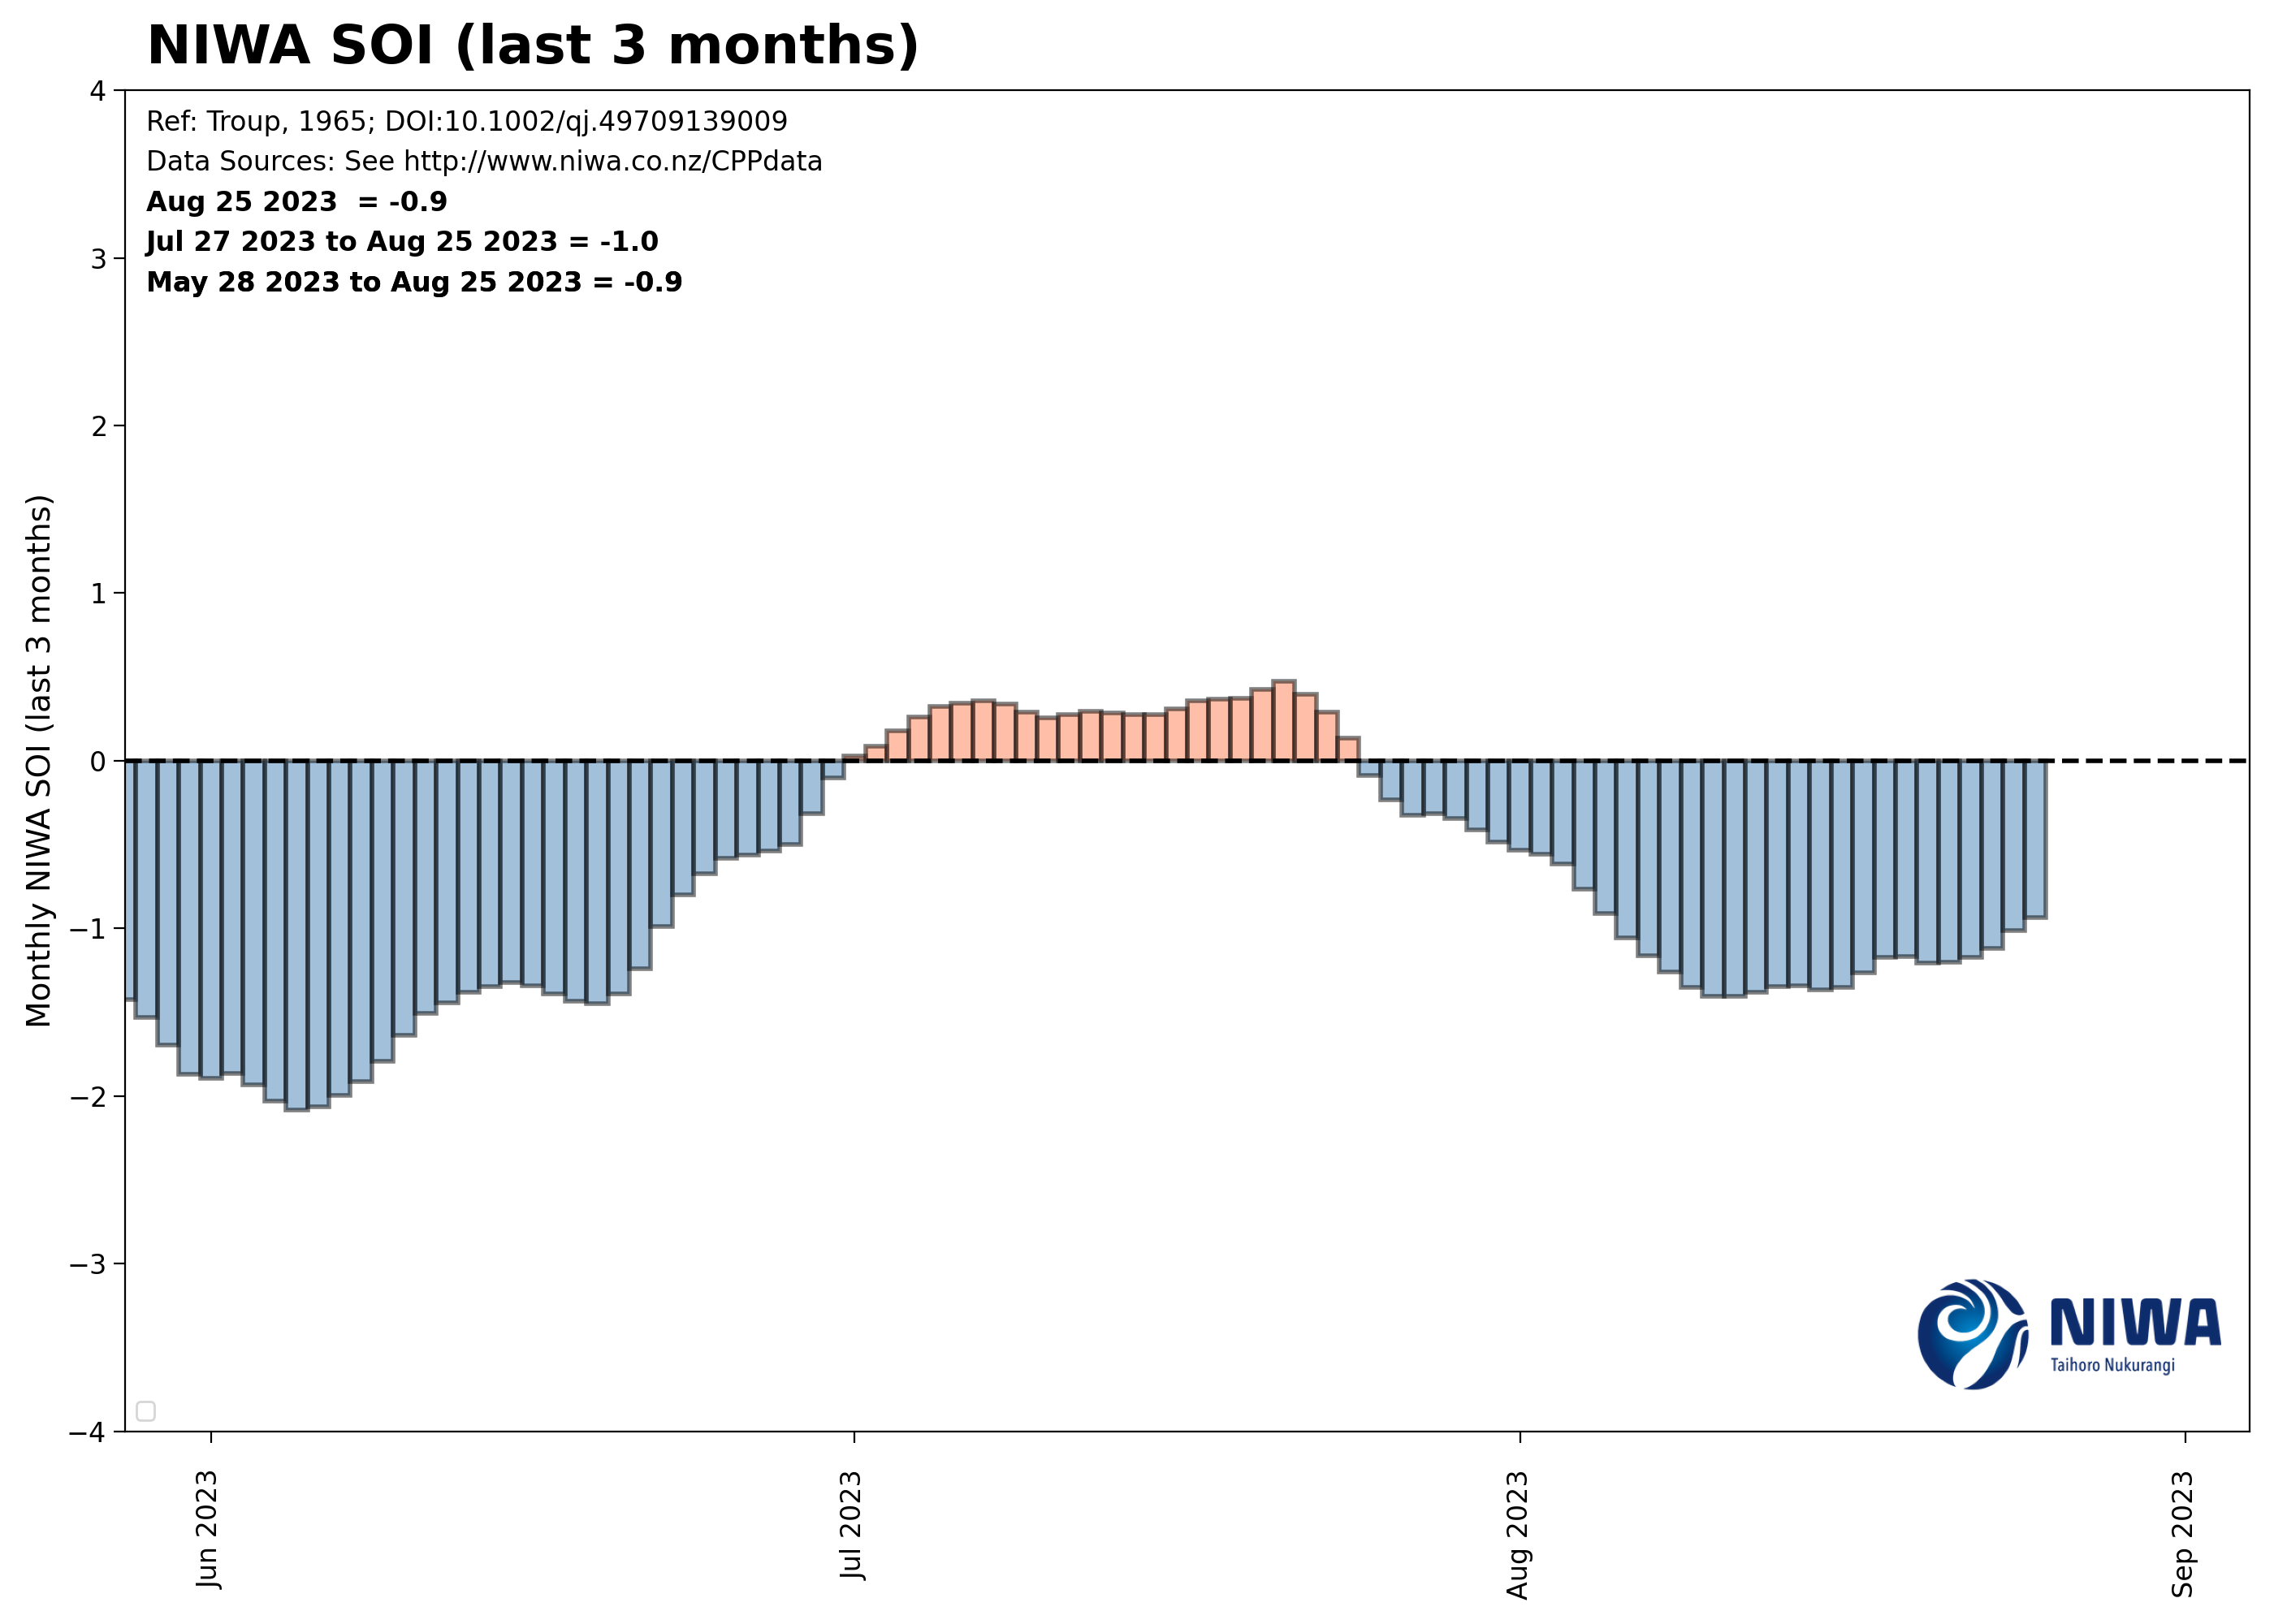 NIWA SOI (last 3 months)
Ref: Troup, 1965; DOI:10.1002/qj.49709139009
Data Sources: See http://www.niwa.co.nz/CPPdata
Aug 25 2023  = -0.9
Jul 27 2023 to Aug 25 2023 = -1.0
May 28 2023 to Aug 25 2023 = -0.9
Monthly NIWA SOI (last 3 months)
4
3
2
1
0
−1
−2
−3
−4
NIWA
Taihoro Nukurangi
Jun 2023
Jul 2023
Aug 2023
Sep 2023